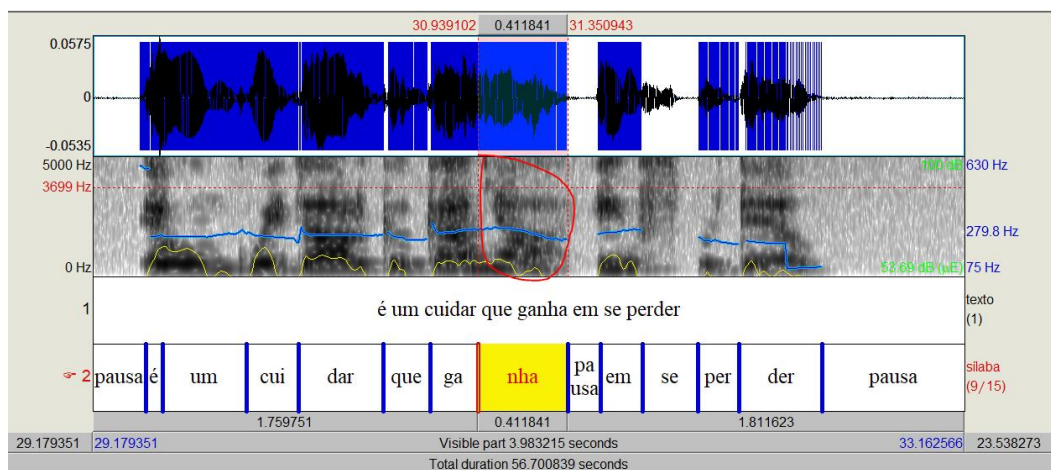 30.939102 0.411841 31.350943
0.0575
0
-0.0535
5000 Hz 100 dB 630 Hz
3699 Hz
279.8 Hz
0 Hz 53.69 dB (µE) 75 Hz
1 é um cuidar que ganha em se perder texto
(1)
2 pausa é um cui dar que ga nha pa
usa em se per der pausa sílaba
(9/15)
1.759751 0.411841 1.811623
29.179351 29.179351 Visible part 3.983215 seconds 33.162566 23.538273
Total duration 56.700839 seconds